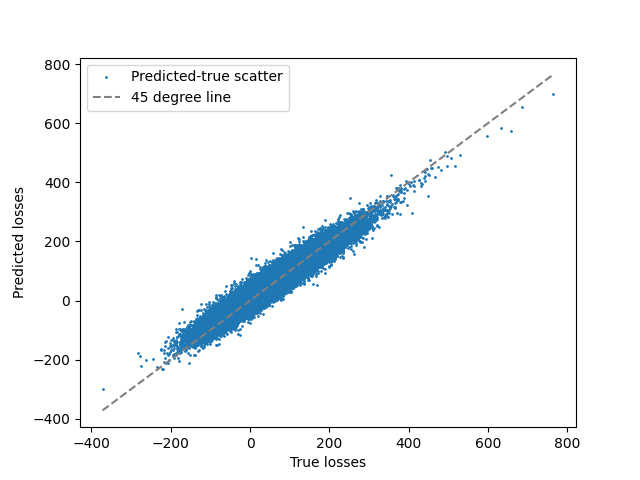 Predicted-true scatter
45 degree line
Predicted losses
800
600
400
200
0
−200
−400
−400 −200 0 200 400 600 800
True losses